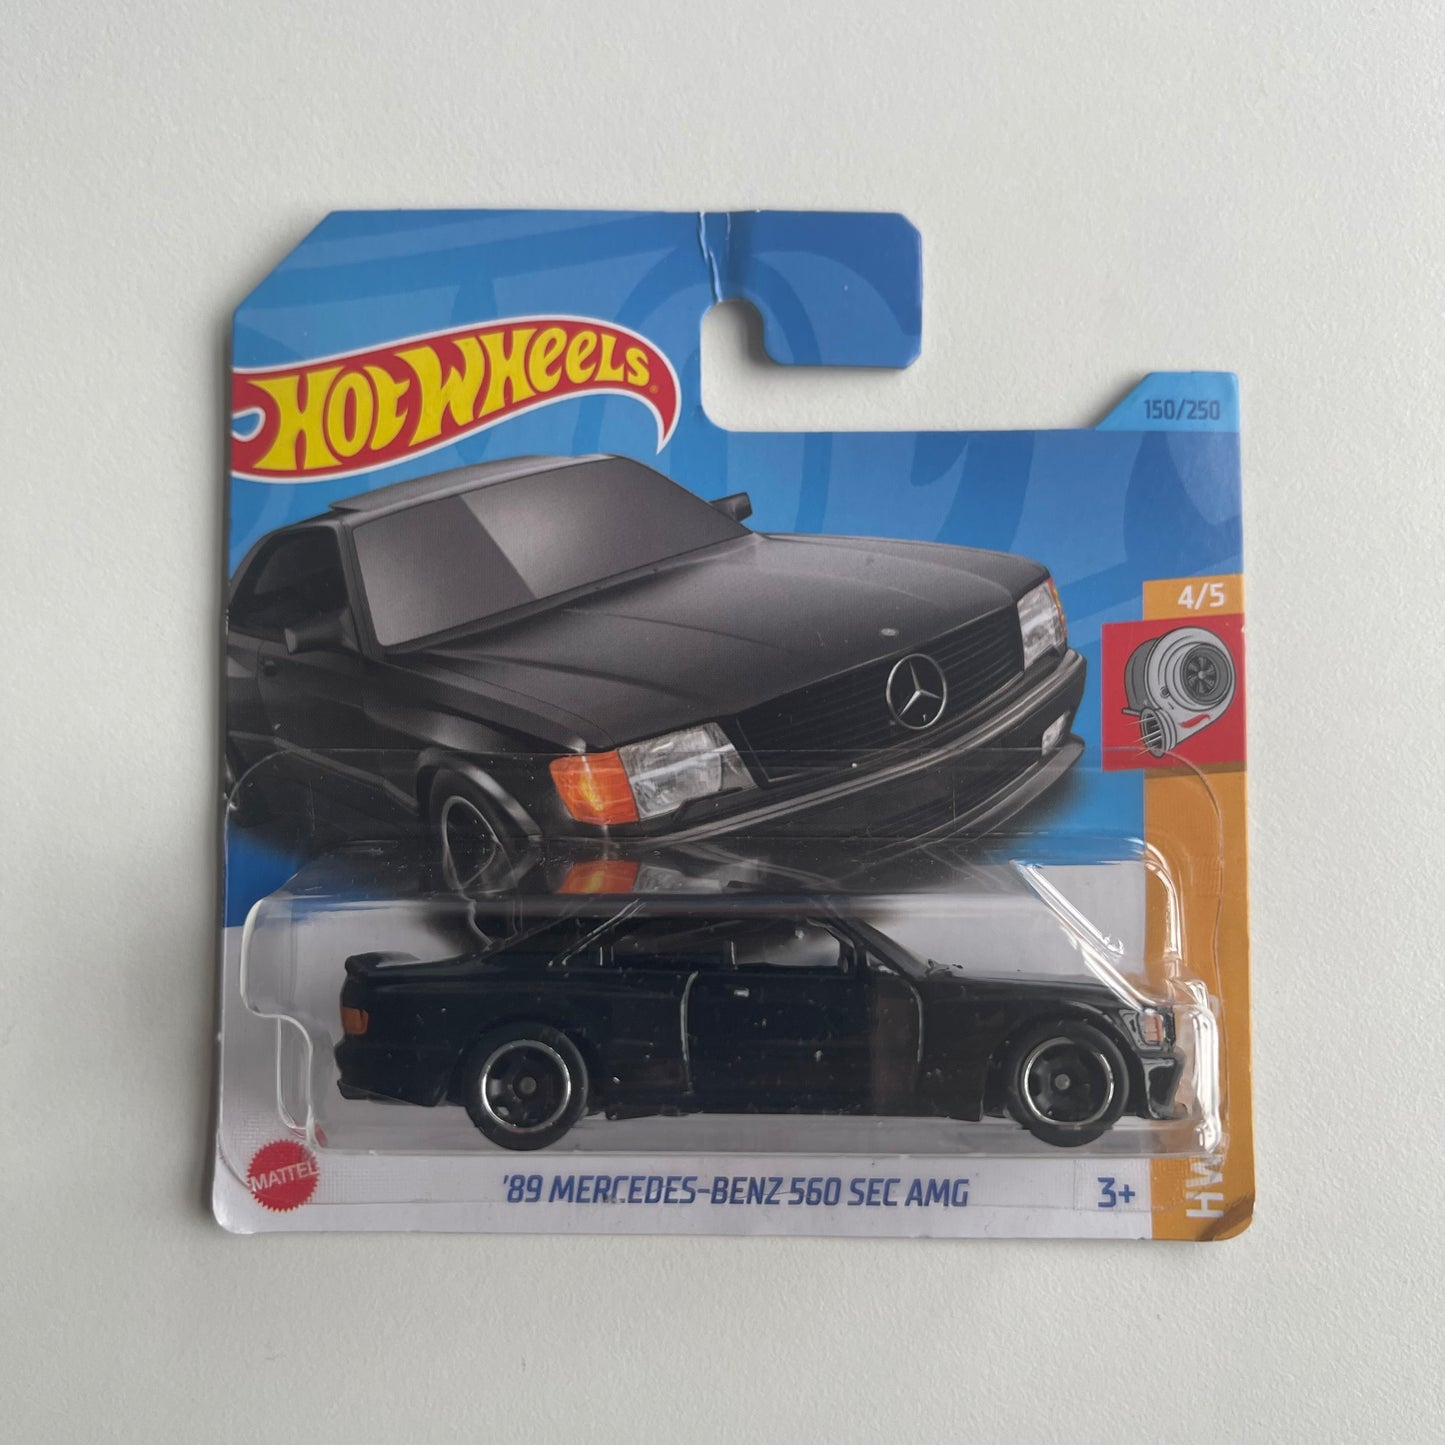 HOT WHEELS
150/250
4/5
MATTEL
'89 MERCEDES-BENZ 560 SEC AMG
3+
HW